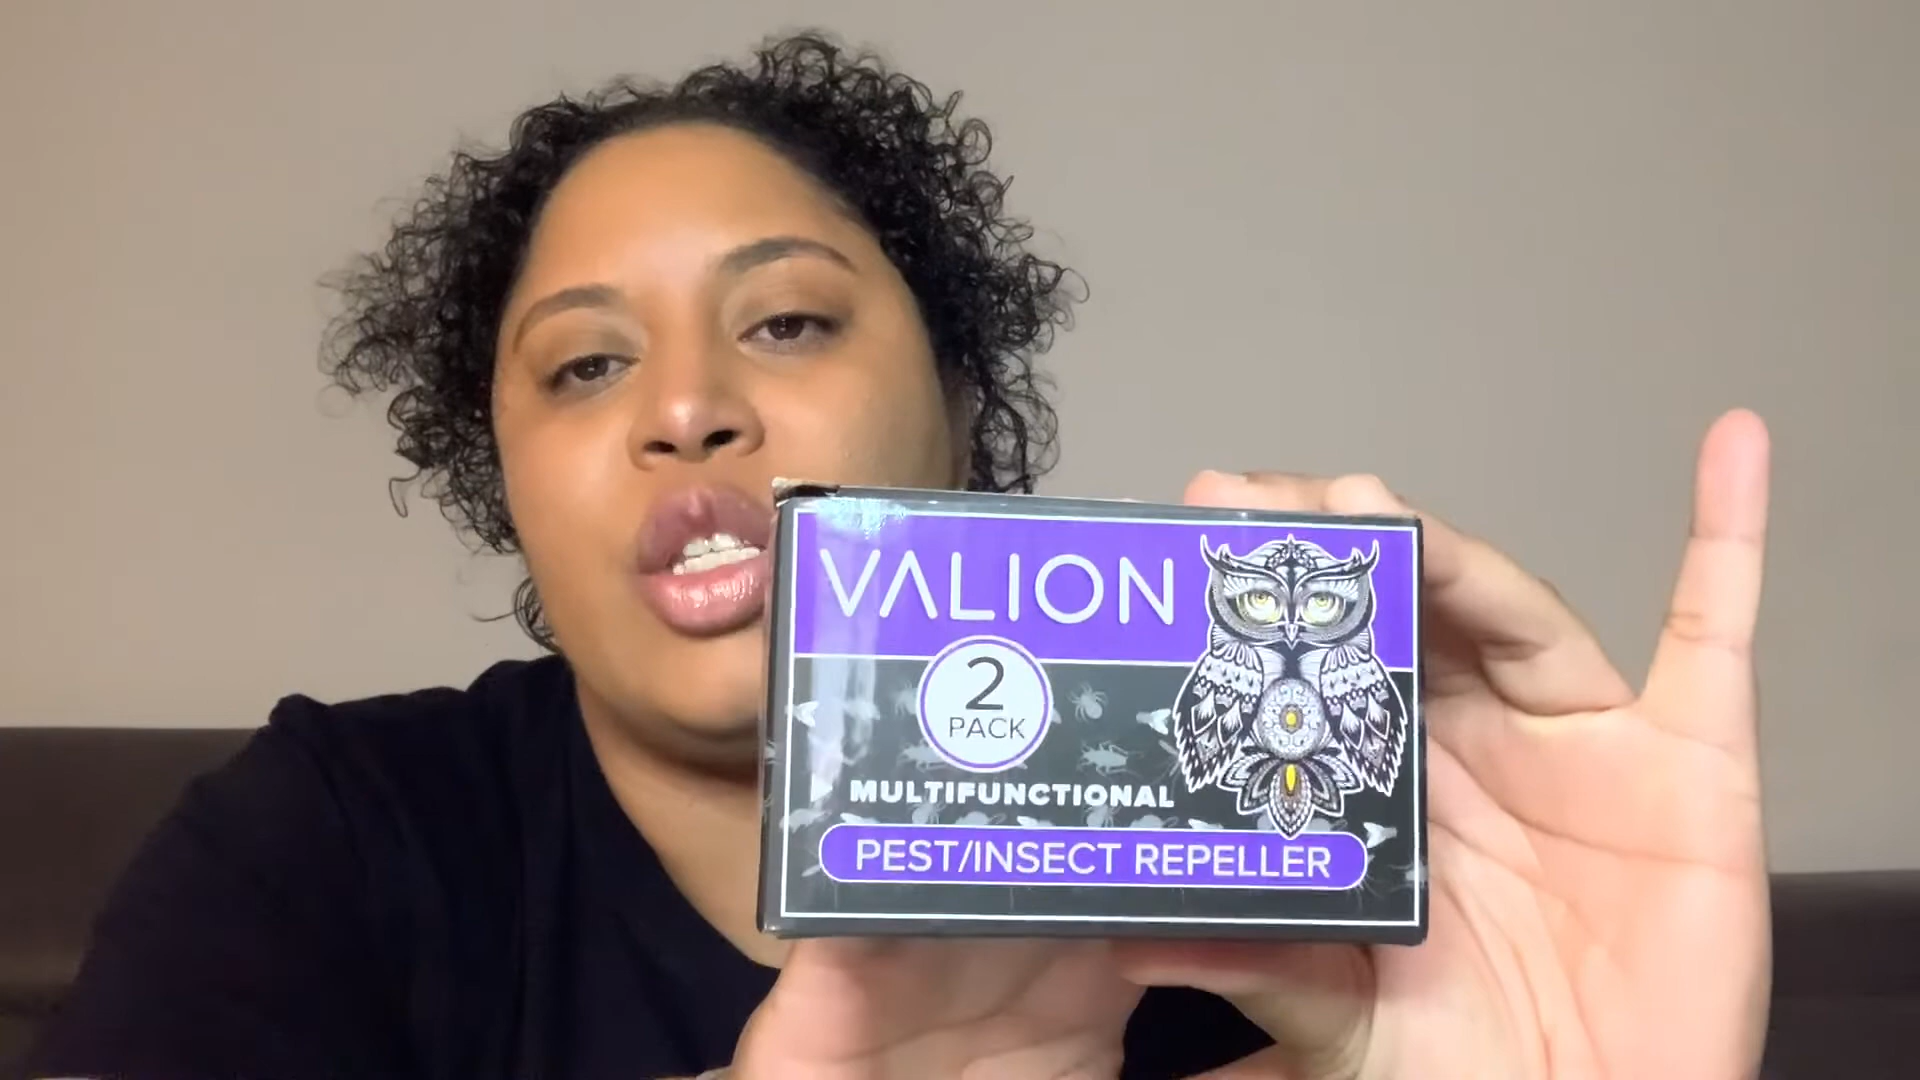 VALION
2
PACK
MULTIFUNCTIONAL
PEST/INSECT REPELLER